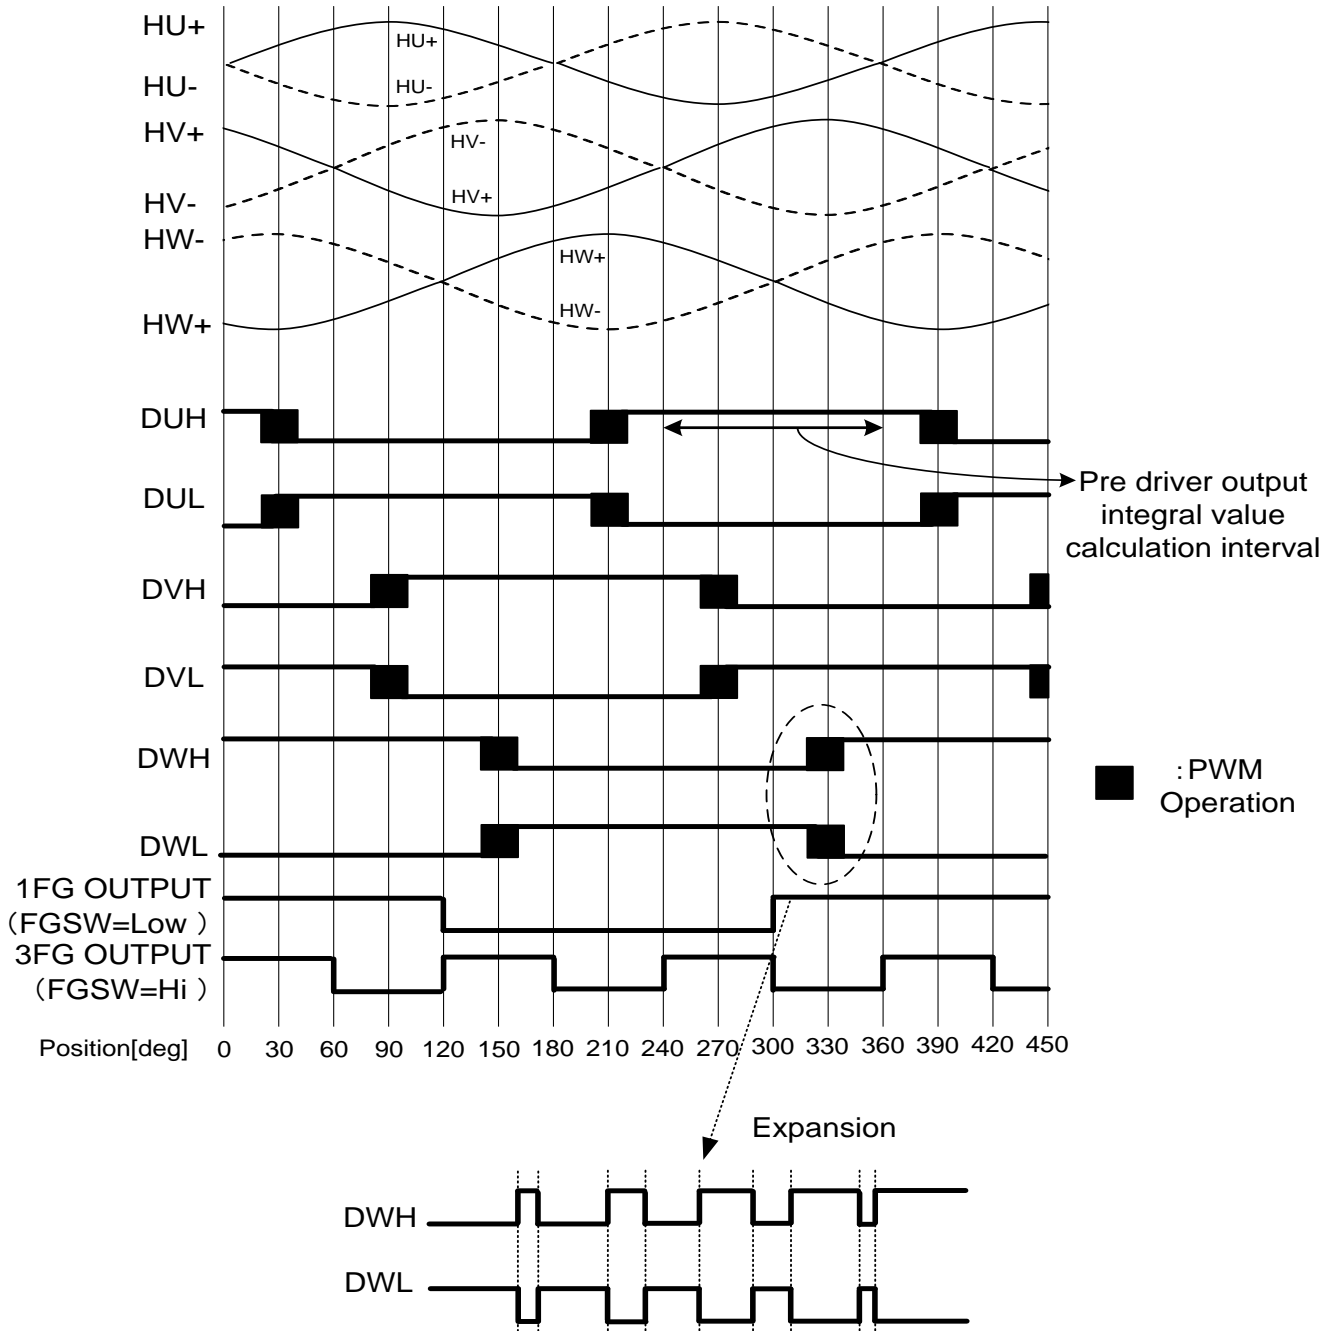 HU+
HU+
HU-
HU-
HV+
HV-
HV+
HV-
HW-
HW+
HW-
HW+
DUH
DUL
Pre driver output
integral value
calculation interval
DVH
DVL
DWH
:PWM
Operation
DWL
1FG OUTPUT
(FGSW=Low )
3FG OUTPUT
(FGSW=Hi )
Position[deg] 0 30 60 90 120 150 180 210 240 270 300 330 360 390 420 450
Expansion
DWH
DWL